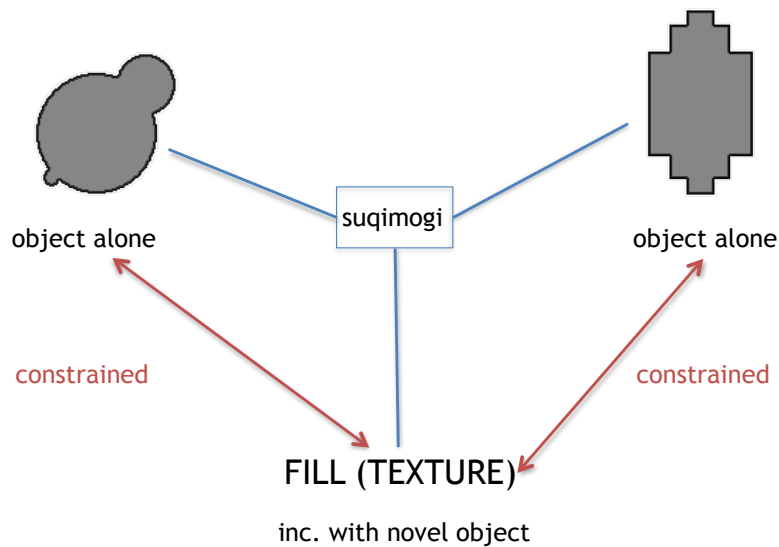 suqimogi
object alone
object alone
constrained
constrained
FILL (TEXTURE)
inc. with novel object